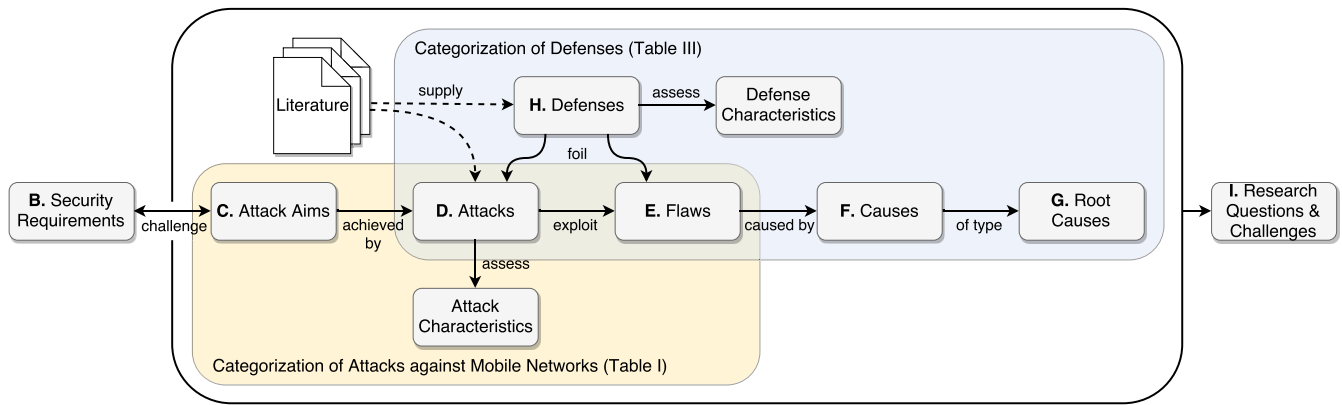 Categorization of Defenses (Table III)
Literature
supply
H. Defenses
assess
Defense
Characteristics
foil
B. Security
Requirements
challenge
C. Attack Aims
achieved
by
D. Attacks
exploit
E. Flaws
caused by
F. Causes
of type
G. Root
Causes
I. Research
Questions &
Challenges
assess
Attack
Characteristics
Categorization of Attacks against Mobile Networks (Table I)